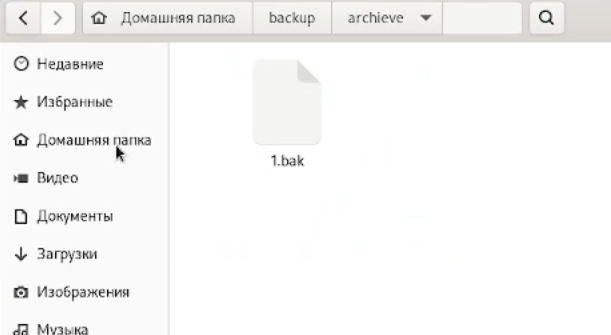 Домашняя папка backup archieve
Недавние
Избранные
Домашняя папка
Видео
Документы
Загрузки
Изображения
Музыка
1.bak